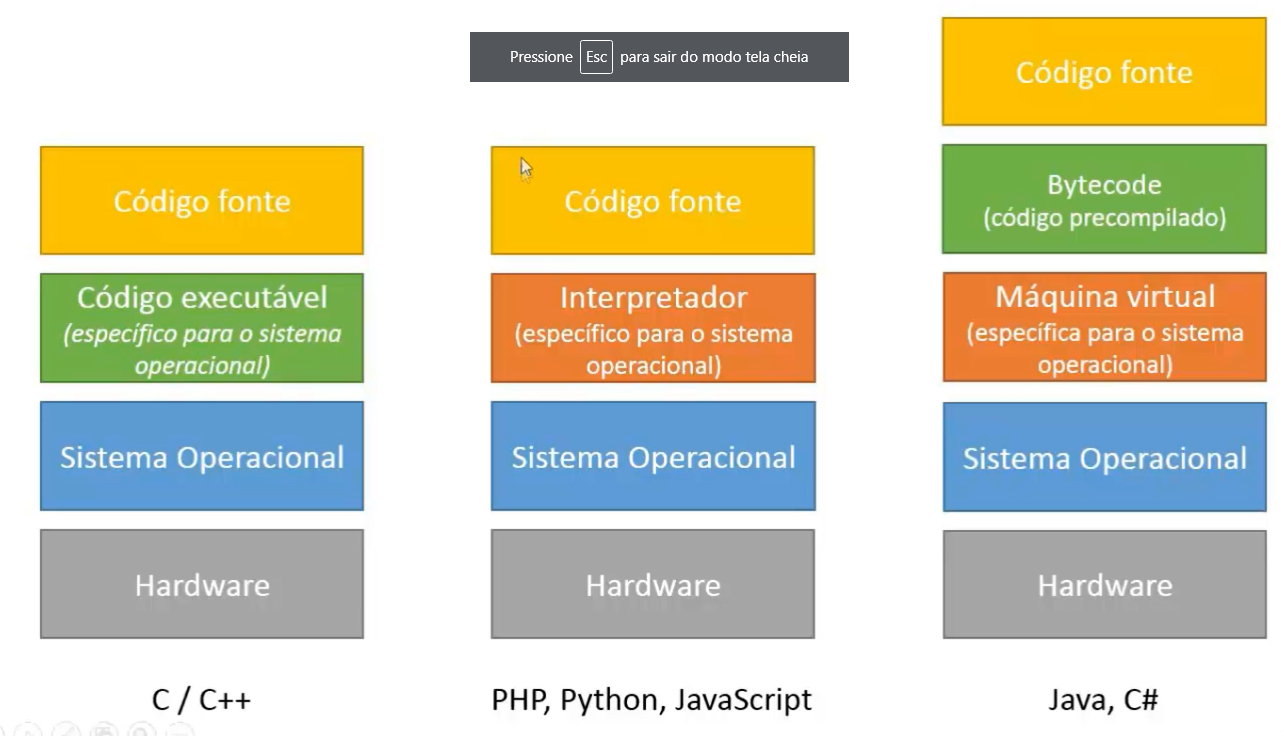 Pressione Esc para sair do modo tela cheia
Código fonte
Código executável
(específico para o sistema
operacional)
Sistema Operacional
Hardware
C / C++
Código fonte
Interpretador
(específico para o sistema
operacional)
Sistema Operacional
Hardware
PHP, Python, JavaScript
Código fonte
Bytecode
(código precompilado)
Máquina virtual
(específica para o sistema
operacional)
Sistema Operacional
Hardware
Java, C#